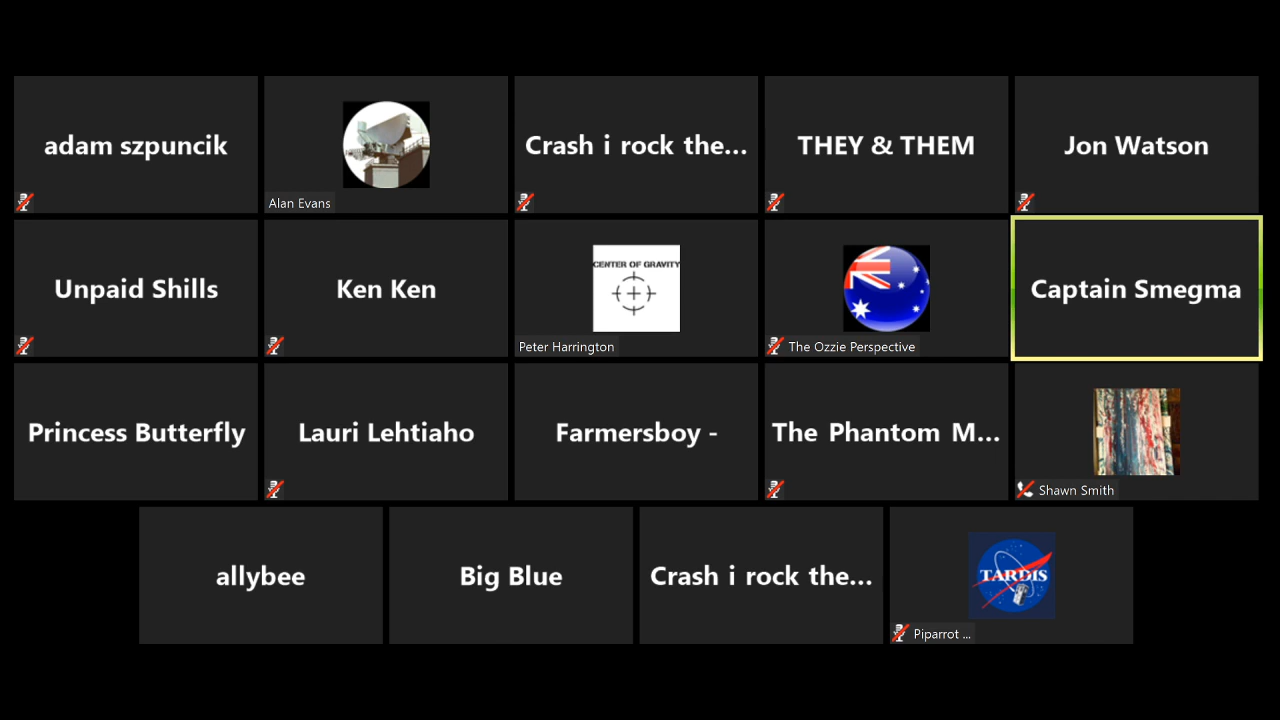 adam szpuncik
Alan Evans
Crash i rock the...
THEY & THEM
Jon Watson
Unpaid Shills
Ken Ken
CENTER OF GRAVITY
Peter Harrington
The Ozzie Perspective
Captain Smegma
Princess Butterfly
Lauri Lehtiaho
Farmersboy -
The Phantom M...
Shawn Smith
allybee
Big Blue
Crash i rock the...
TARDIS
Piparrot ...